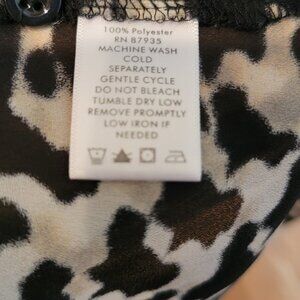 100% Polyester
RN 87935
MACHINE WASH
COLD
SEPARATELY
GENTLE CYCLE
DO NOT BLEACH
TUMBLE DRY LOW
REMOVE PROMPTLY
LOW IRON IF
NEEDED